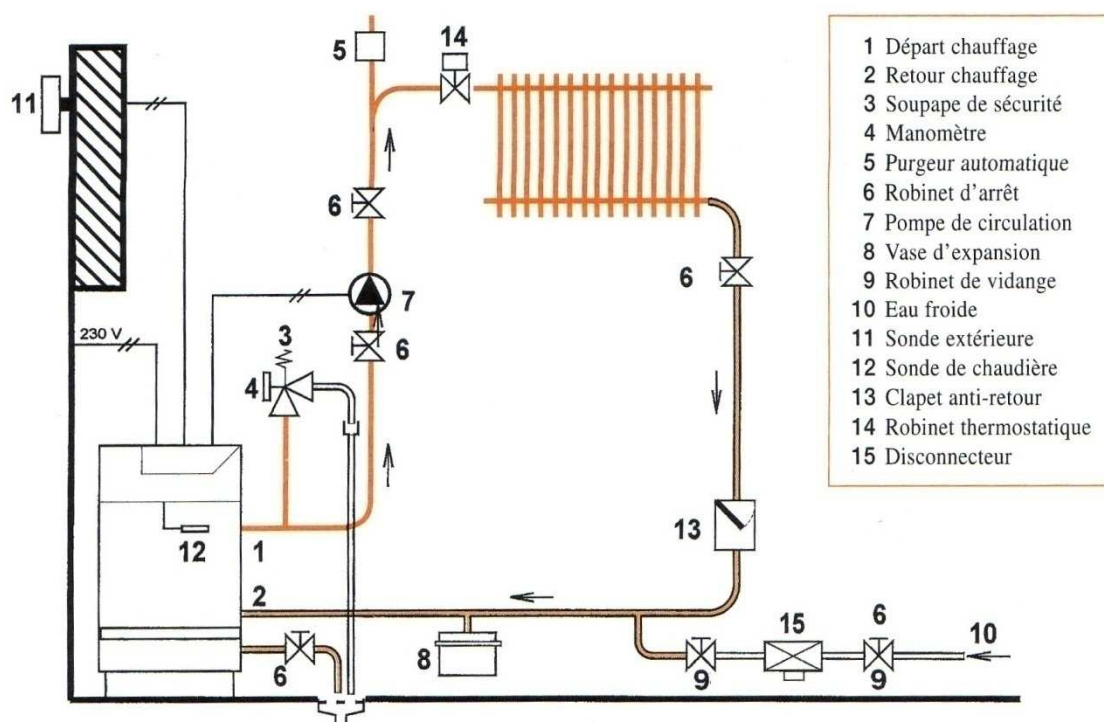 5
14
11
6
7
6
3
4
6
230 V
12
1
2
13
8
6
9
15
6
9
10
1 Départ chauffage
2 Retour chauffage
3 Soupape de sécurité
4 Manomètre
5 Purgeur automatique
6 Robinet d'arrêt
7 Pompe de circulation
8 Vase d'expansion
9 Robinet de vidange
10 Eau froide
11 Sonde extérieure
12 Sonde de chaudière
13 Clapet anti-retour
14 Robinet thermostatique
15 Disconnecteur